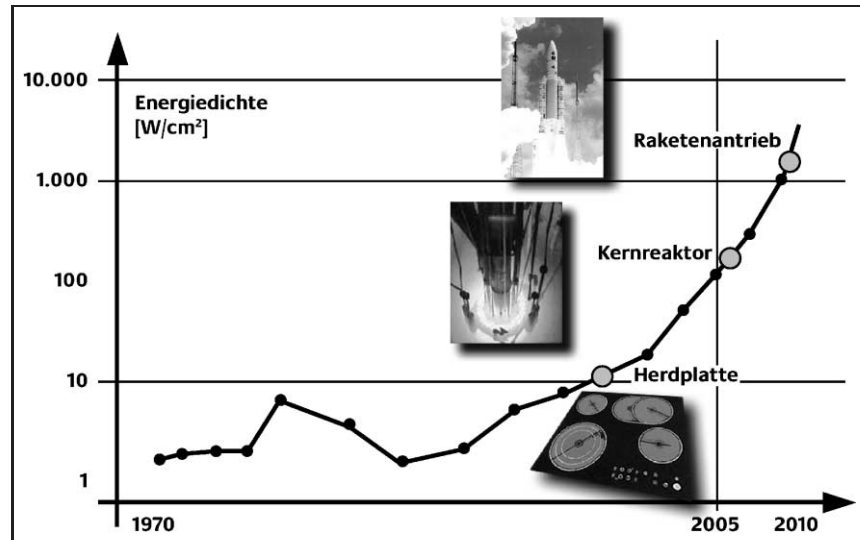 10.000
Energiedichte
[W/cm²]
Raketenantrieb
1.000
Kernreaktor
100
10
Herdplatte
1
1970
2005
2010